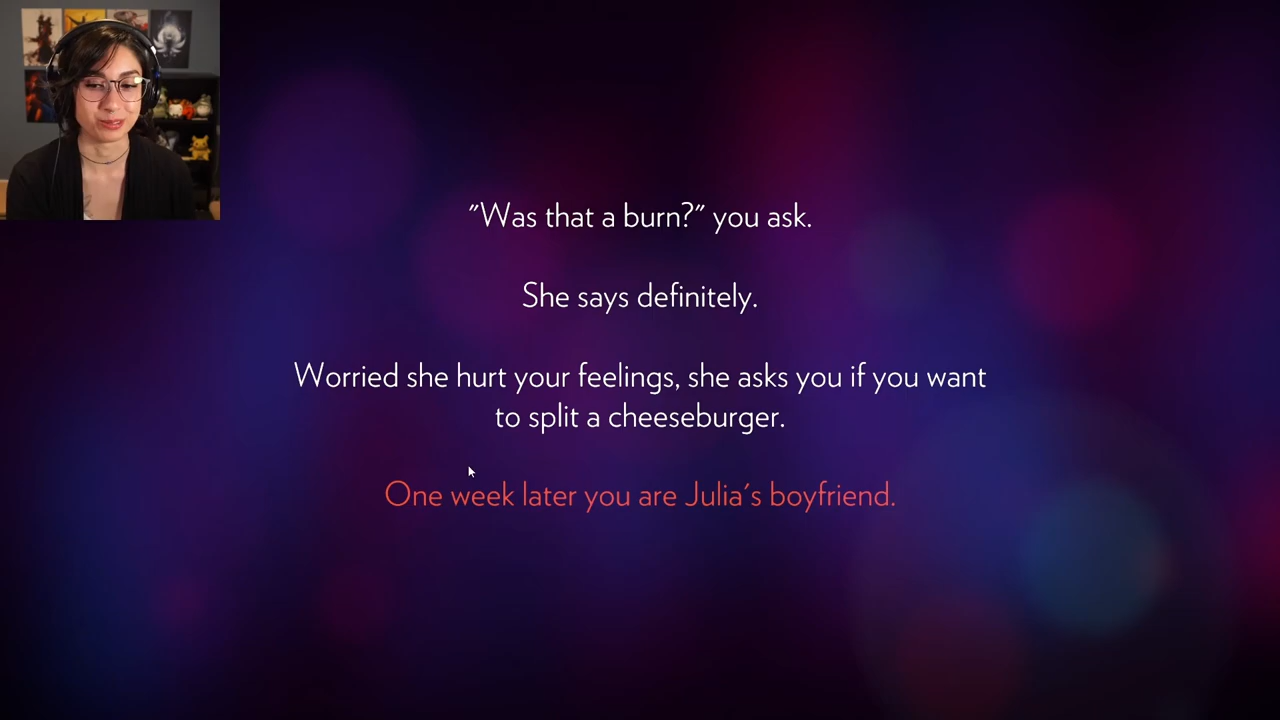 "Was that a burn?" you ask.
She says definitely.
Worried she hurt your feelings, she asks you if you want
to split a cheeseburger.
One week later you are Julia's boyfriend.